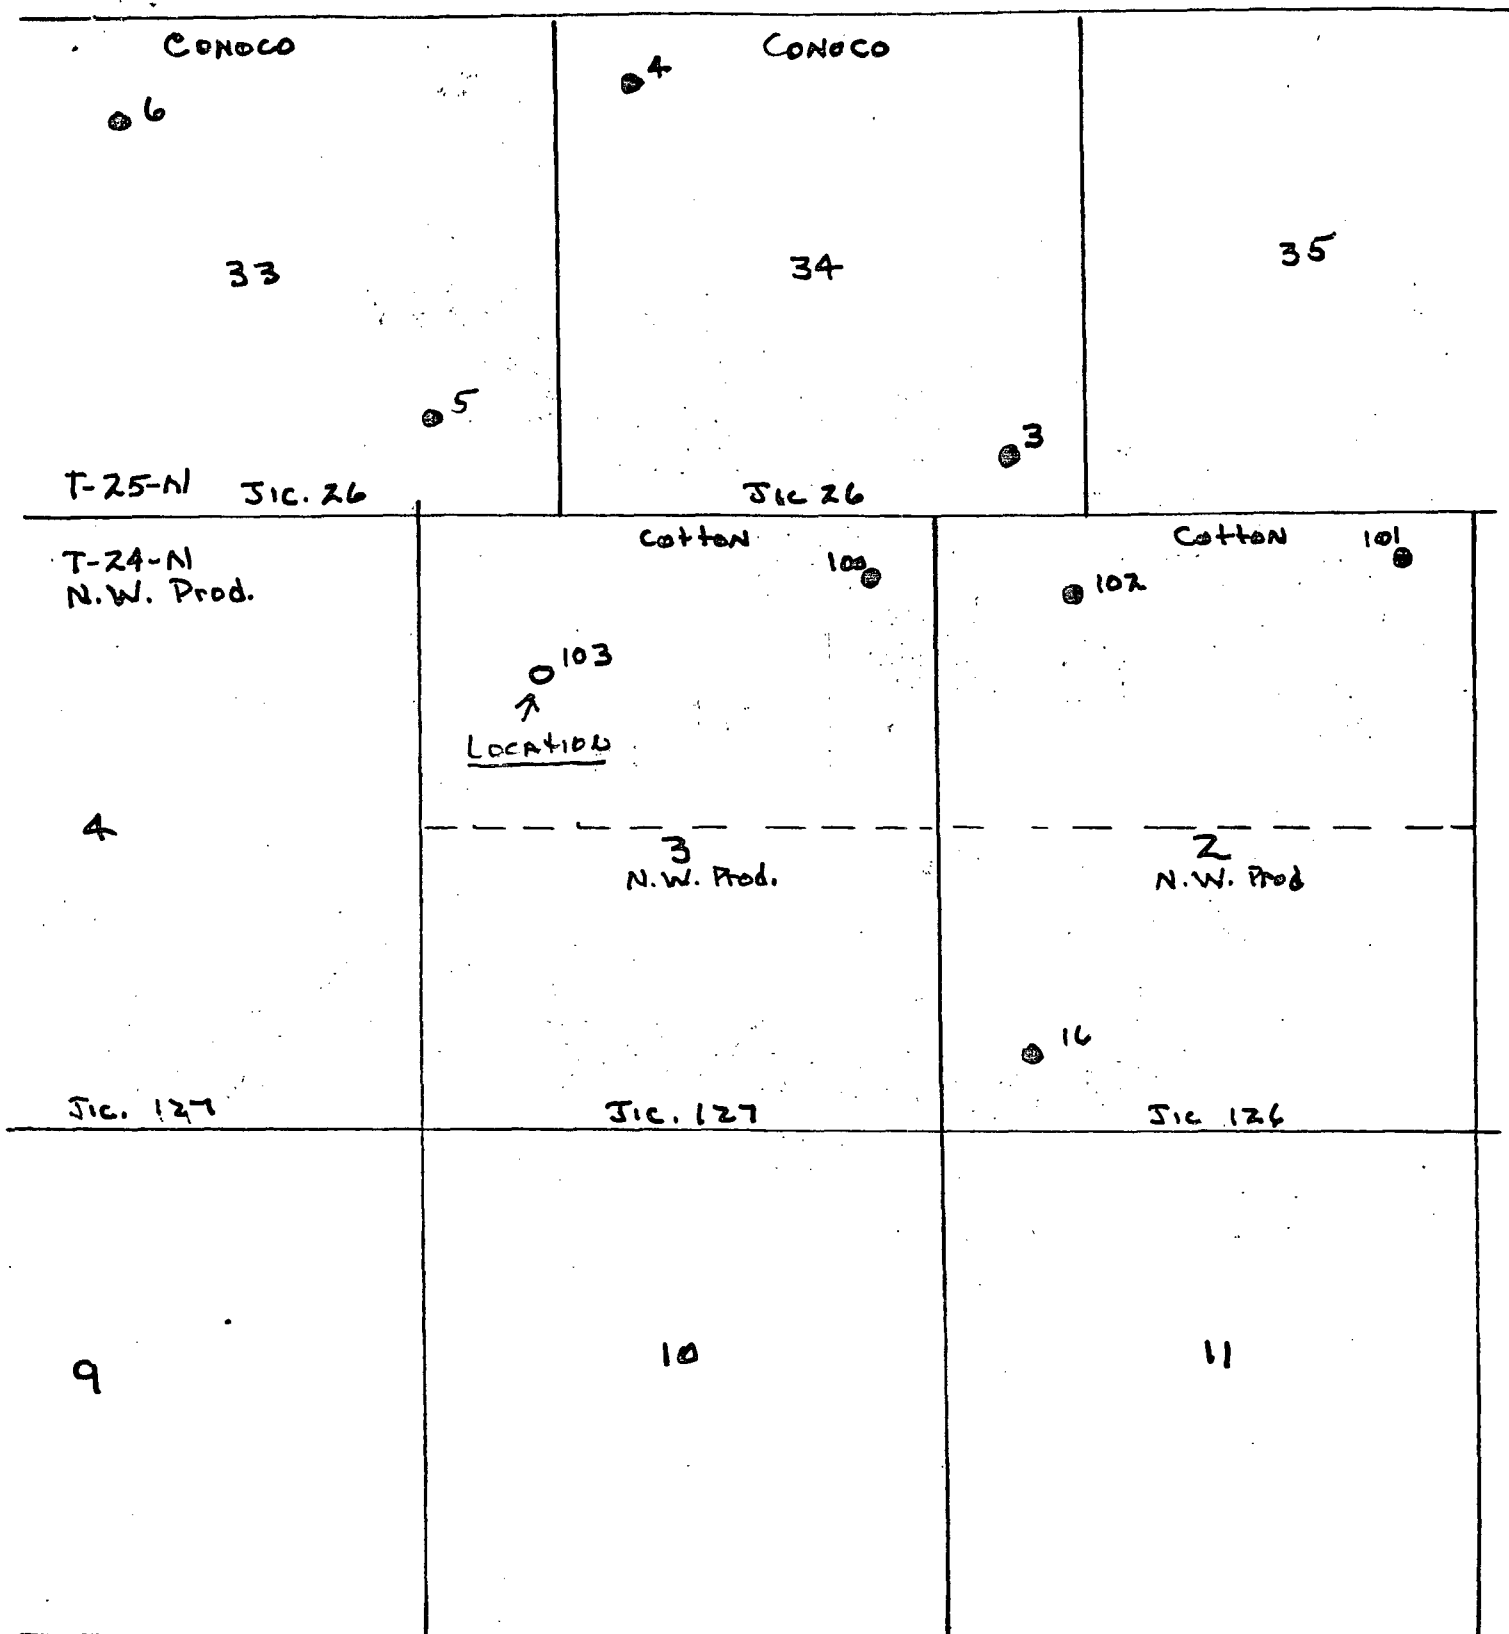 CONOCO
CONOCO
6
4
33
34
35
5
3
T-25-N
JIC. 26
JIC 26
T-24-N
N.W. Prod.
Cotton
100
Cotton
101
102
103
LOCATION
4
3
N.W. Prod.
2
N.W. Prod
16
JIC. 127
JIC. 127
JIC 126
9
10
11